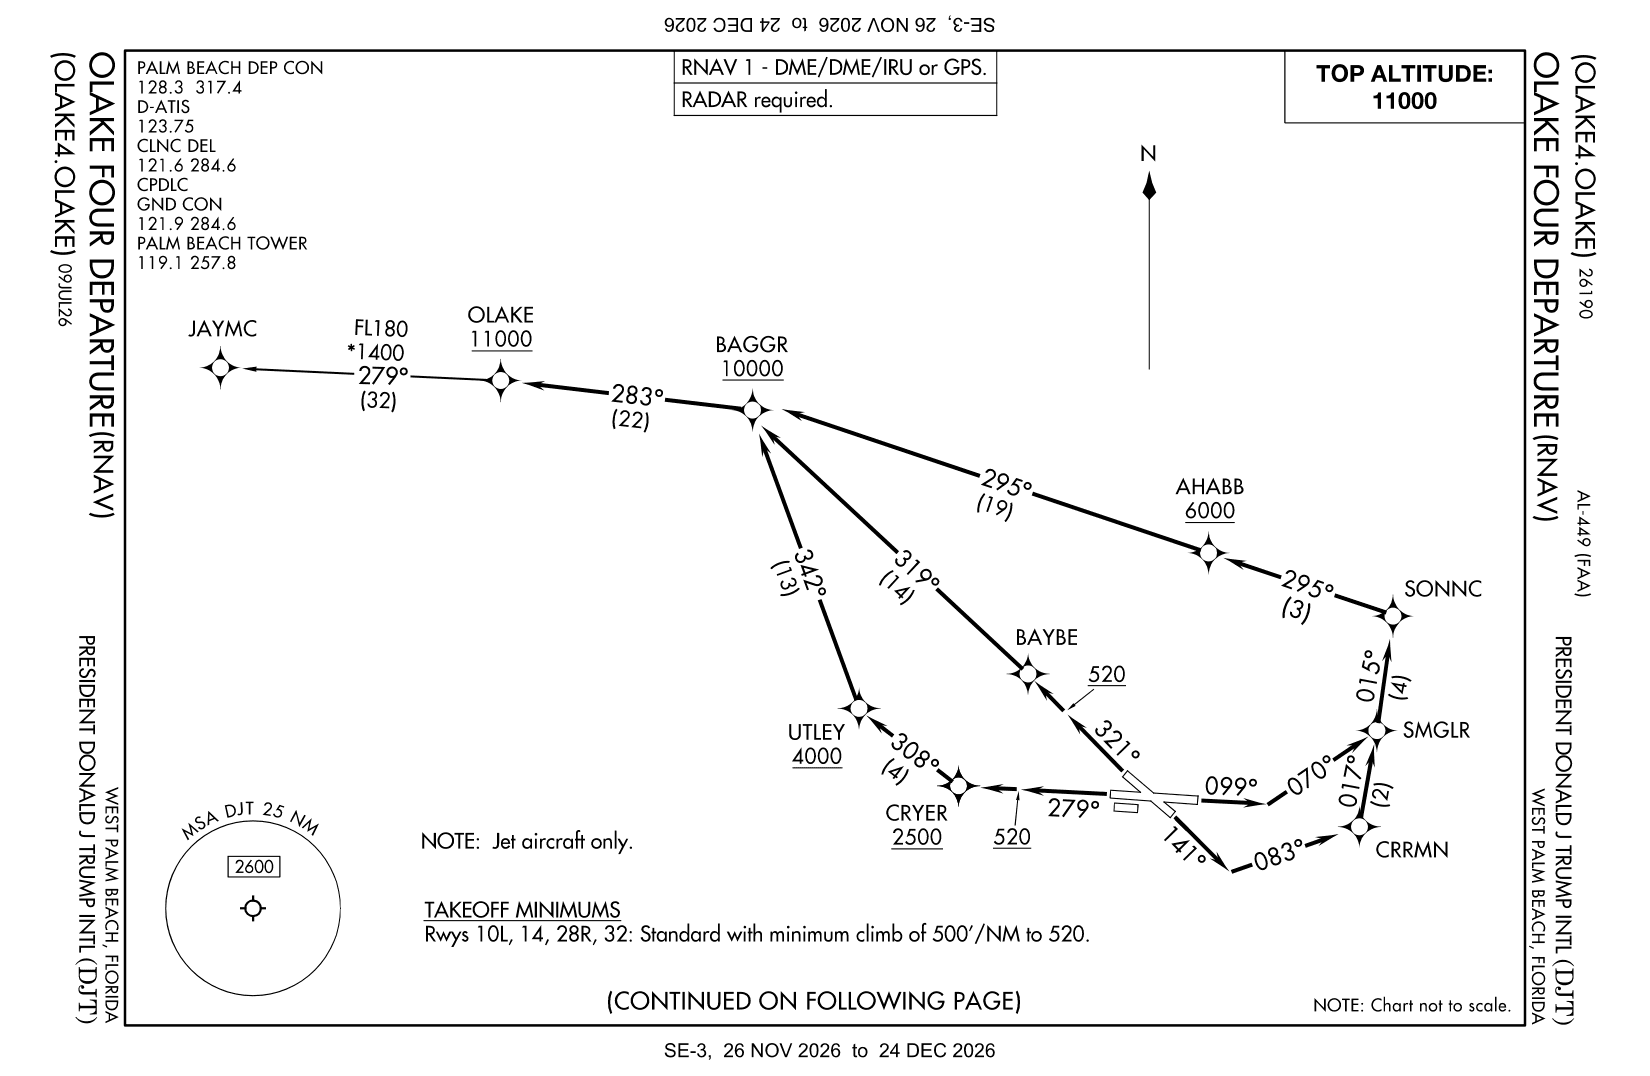 SE-3, 26 NOV 2026 to 24 DEC 2026
OLAKE FOUR DEPARTURE (RNAV)
(OLAKE4.OLAKE) 09JUL26
PRESIDENT DONALD J TRUMP INTL (DJT)
WEST PALM BEACH, FLORIDA
PALM BEACH DEP CON
128.3 317.4
D-ATIS
123.75
CLNC DEL
121.6 284.6
CPDLC
GND CON
121.9 284.6
PALM BEACH TOWER
119.1 257.8
RNAV 1 - DME/DME/IRU or GPS.
RADAR required.
TOP ALTITUDE:
11000
N
JAYMC
FL180
*1400
279°
(32)
OLAKE
11000
283°
(22)
BAGGR
10000
295°
(19)
AHABB
6000
295°
(3)
SONNC
342°
(13)
319°
(14)
BAYBE
520
015°
(4)
UTLEY
4000
308°
(4)
321°
SMGLR
099°
070°
017°
(2)
CRYER
2500
279°
520
141°
083°
CRRMN
MSA DJT 25 NM
2600
NOTE: Jet aircraft only.
TAKEOFF MINIMUMS
Rwys 10L, 14, 28R, 32: Standard with minimum climb of 500'/NM to 520.
(CONTINUED ON FOLLOWING PAGE)
NOTE: Chart not to scale.
OLAKE FOUR DEPARTURE (RNAV)
(OLAKE4.OLAKE) 26190
AL-449 (FAA)
PRESIDENT DONALD J TRUMP INTL (DJT)
WEST PALM BEACH, FLORIDA
SE-3, 26 NOV 2026 to 24 DEC 2026